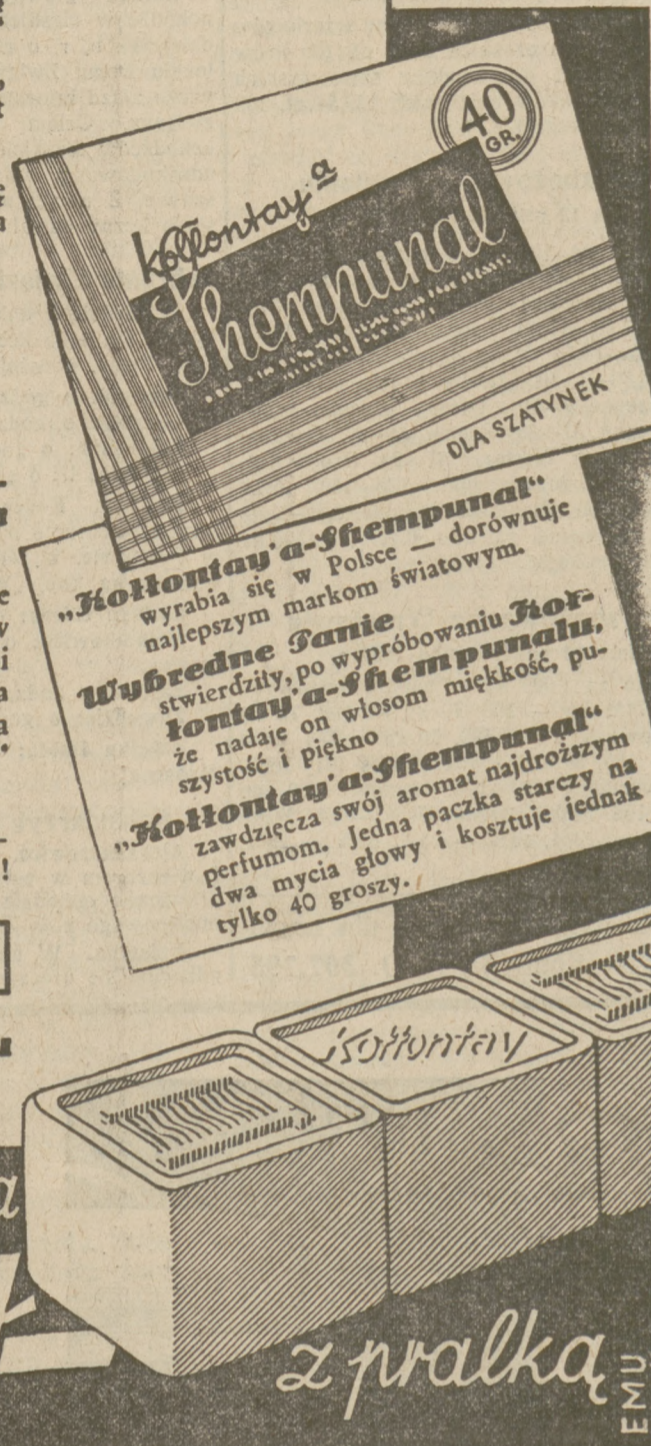 40
GR.
kołłontay'a
Shempunal
DLA SZATYNEK
„Kołłontay'a-Shempunal“
wyrabia się w Polsce — dorównuje
najlepszym markom światowym.
Wybredne Panie
stwierdziły, po wypróbowaniu Koł-
łontay'a-Shempunalu,
że nadaje on włosom miękkość, pu-
szystość i piękno
„Kołłontay'a-Shempunal“
zawdzięcza swój aromat najdroższym
perfumom. Jedna paczka starczy na
dwa mycia głowy i kosztuje jednak
tylko 40 groszy.
Kołłontay
z pralką
EMU